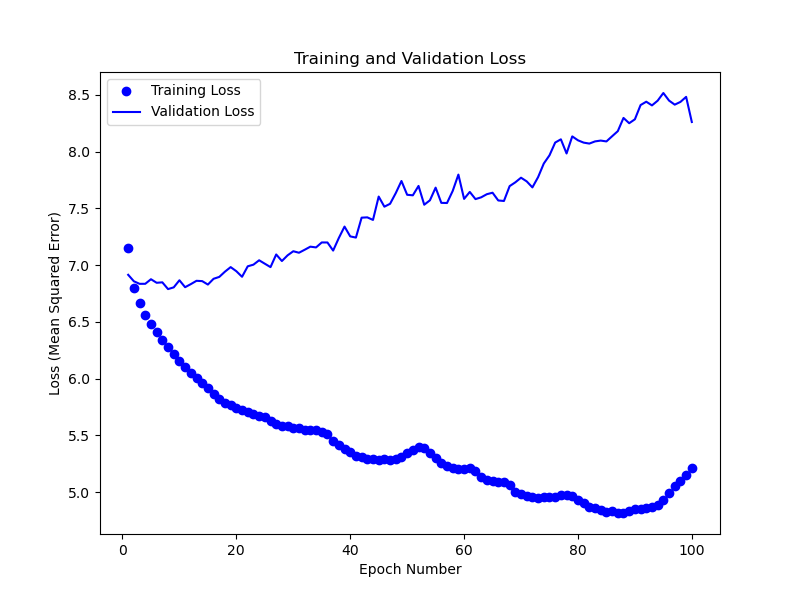 Training and Validation Loss
Training Loss
Validation Loss
8.5
8.0
7.5
7.0
6.5
6.0
5.5
5.0
Loss (Mean Squared Error)
0
20
40
60
80
100
Epoch Number